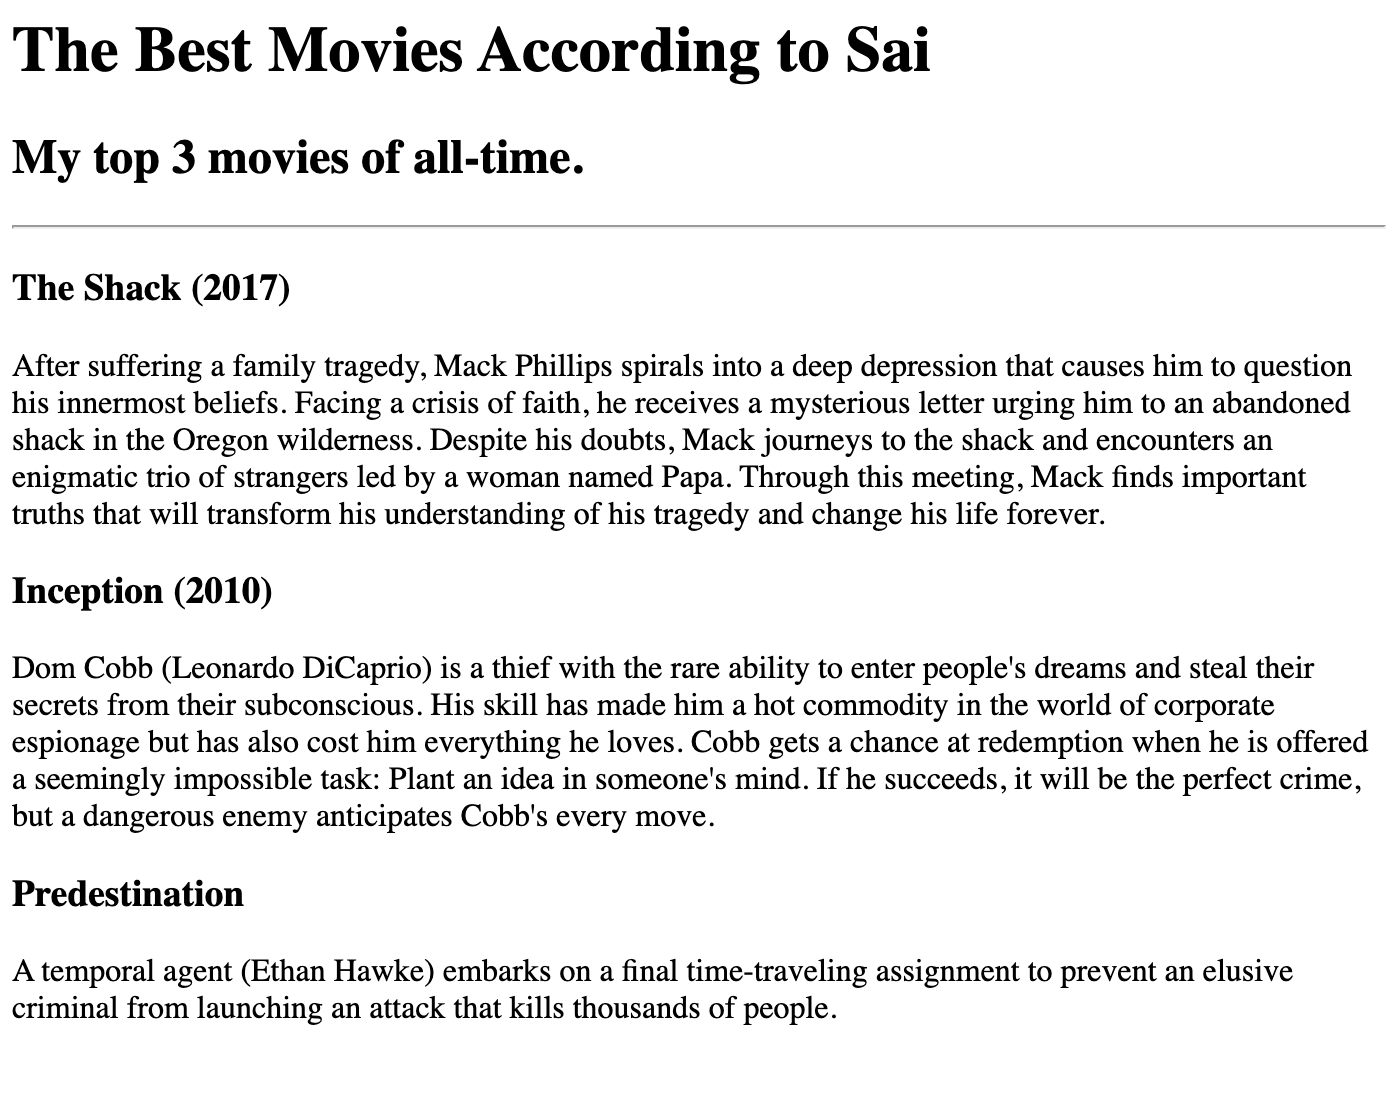 The Best Movies According to Sai
My top 3 movies of all-time.
The Shack (2017)
After suffering a family tragedy, Mack Phillips spirals into a deep depression that causes him to question
his innermost beliefs. Facing a crisis of faith, he receives a mysterious letter urging him to an abandoned
shack in the Oregon wilderness. Despite his doubts, Mack journeys to the shack and encounters an
enigmatic trio of strangers led by a woman named Papa. Through this meeting, Mack finds important
truths that will transform his understanding of his tragedy and change his life forever.
Inception (2010)
Dom Cobb (Leonardo DiCaprio) is a thief with the rare ability to enter people's dreams and steal their
secrets from their subconscious. His skill has made him a hot commodity in the world of corporate
espionage but has also cost him everything he loves. Cobb gets a chance at redemption when he is offered
a seemingly impossible task: Plant an idea in someone's mind. If he succeeds, it will be the perfect crime,
but a dangerous enemy anticipates Cobb's every move.
Predestination
A temporal agent (Ethan Hawke) embarks on a final time-traveling assignment to prevent an elusive
criminal from launching an attack that kills thousands of people.